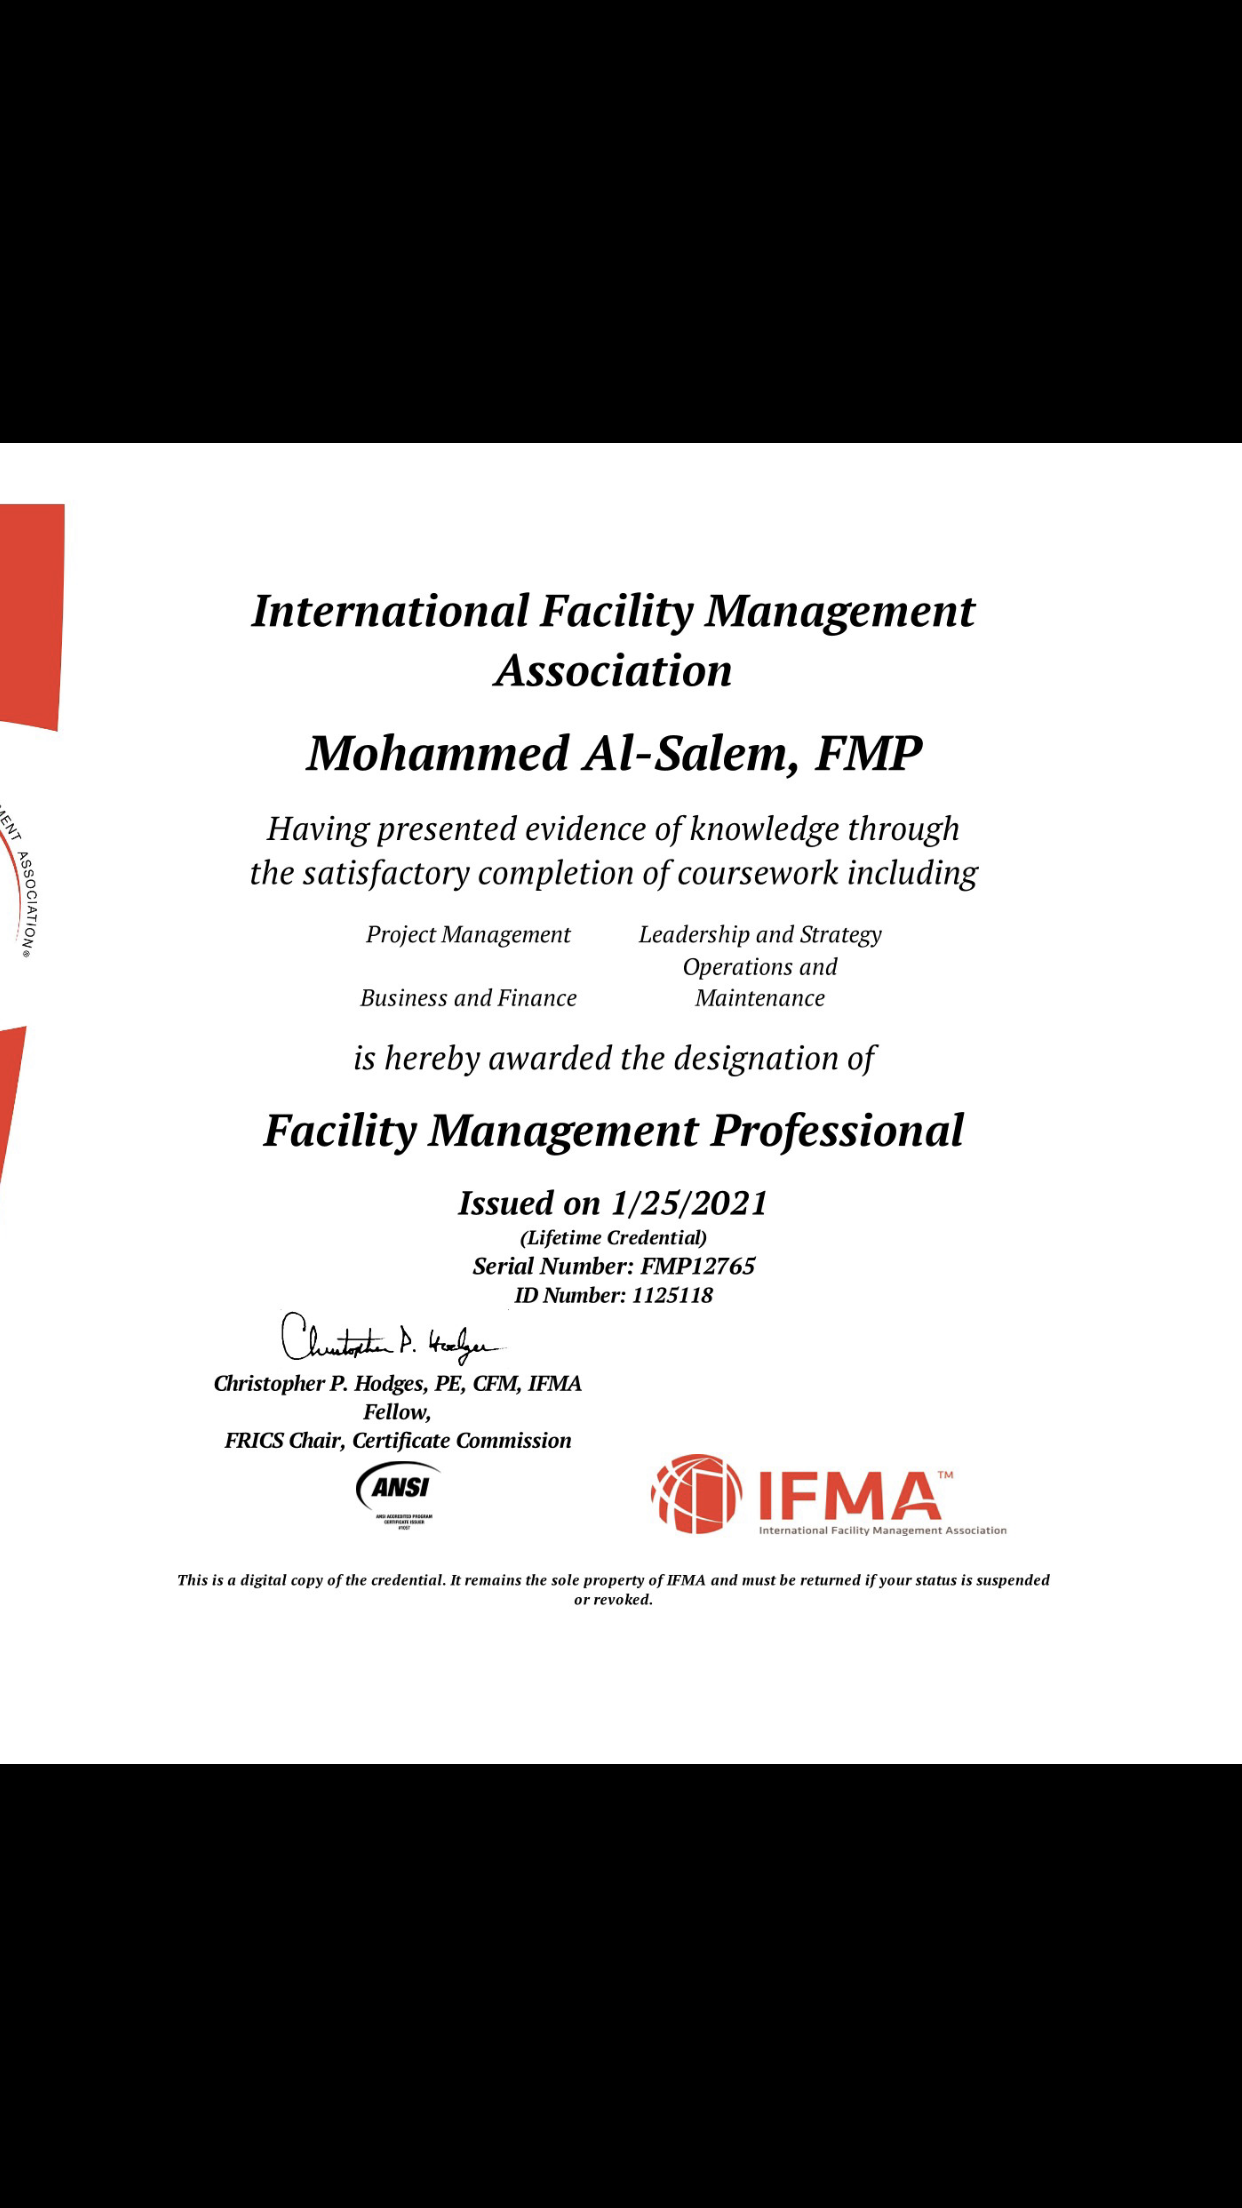 International Facility Management
Association
Mohammed Al-Salem, FMP
Having presented evidence of knowledge through
the satisfactory completion of coursework including
Project Management
Leadership and Strategy
Business and Finance
Operations and
Maintenance
is hereby awarded the designation of
Facility Management Professional
Issued on 1/25/2021
(Lifetime Credential)
Serial Number: FMP12765
ID Number: 1125118
Christopher P. Hodges
Christopher P. Hodges, PE, CFM, IFMA
Fellow,
FRICS Chair, Certificate Commission
ANSI
ANSI ACCREDITED PROGRAM
CERTIFICATE ISSUER
IFMA™
International Facility Management Association
This is a digital copy of the credential. It remains the sole property of IFMA and must be returned if your status is suspended
or revoked.
ASSOCIATION®